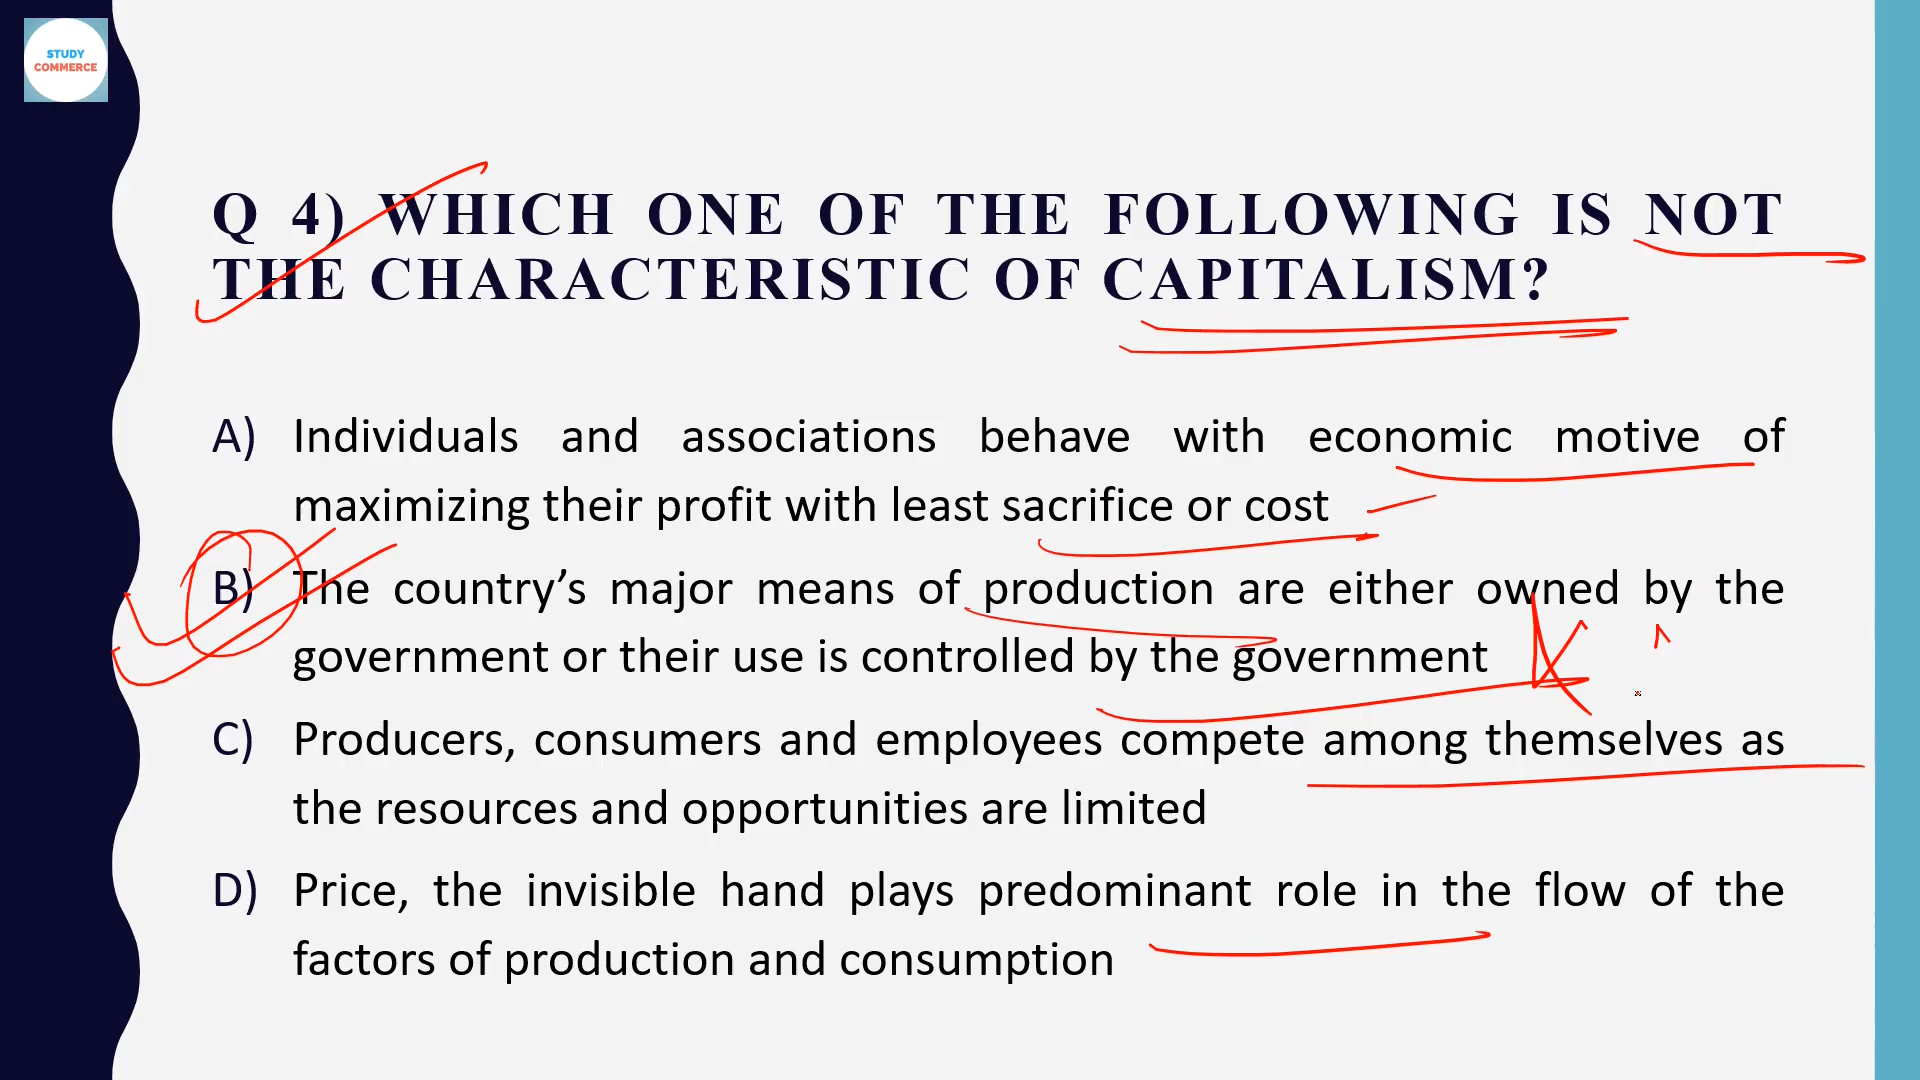 STUDY
COMMERCE
Q 4) WHICH ONE OF THE FOLLOWING IS NOT
THE CHARACTERISTIC OF CAPITALISM?
A) Individuals and associations behave with economic motive of
maximizing their profit with least sacrifice or cost
B) The country’s major means of production are either owned by the
government or their use is controlled by the government
C) Producers, consumers and employees compete among themselves as
the resources and opportunities are limited
D) Price, the invisible hand plays predominant role in the flow of the
factors of production and consumption